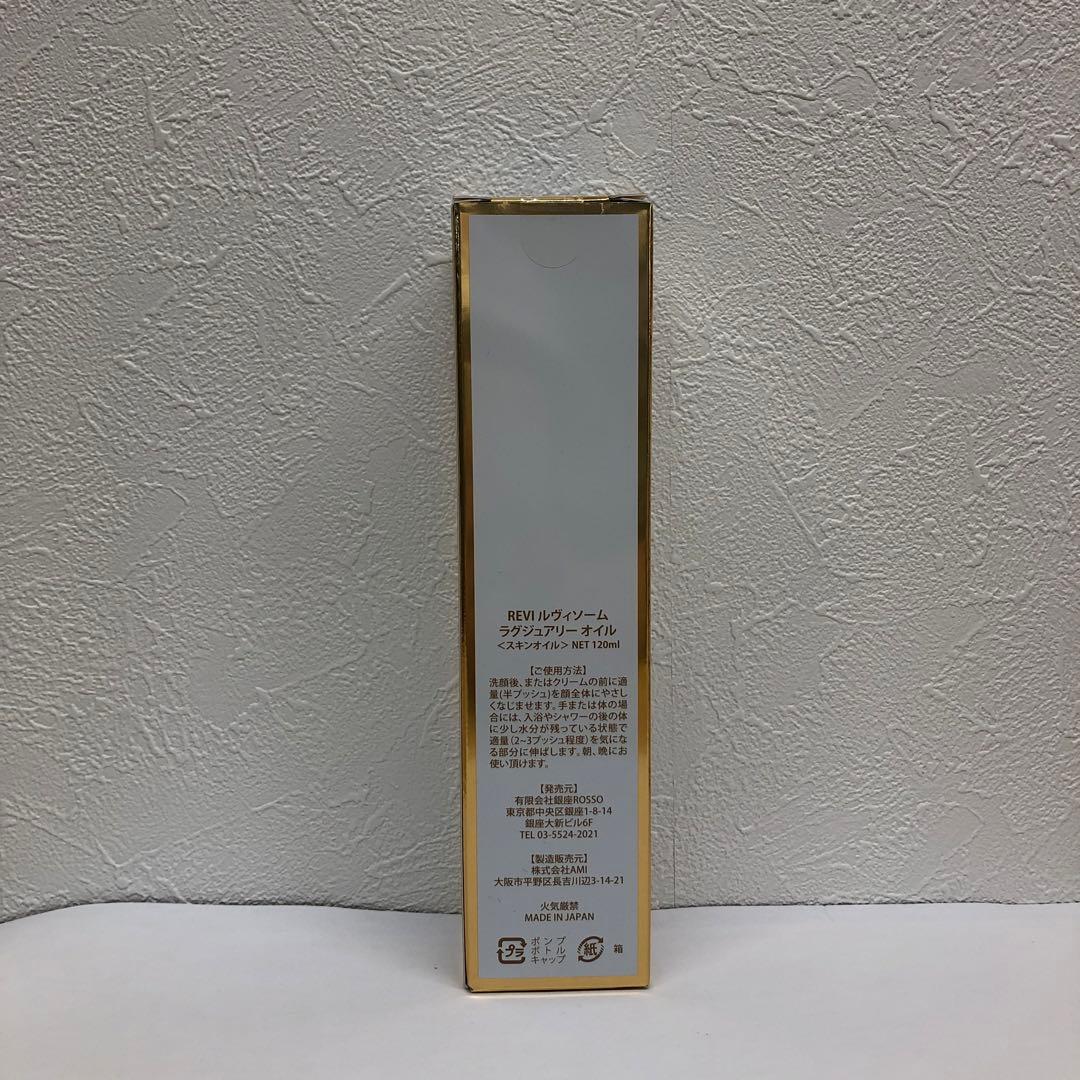 REVI ルヴィソーム
ラグジュアリー オイル
<スキンオイル> NET 120ml
【ご使用方法】
洗顔後、またはクリームの前に適
量(半プッシュ)を顔全体にやさし
くなじませます。手または体の場
合には、入浴やシャワーの後の体
に少し水分が残っている状態で
適量(2~3プッシュ程度)を気にな
る部分に伸ばします。朝、晩にお
使い頂けます。
【発売元】
有限会社銀座ROSSO
東京都中央区銀座1-8-14
銀座大新ビル6F
TEL 03-5524-2021
【製造販売元】
株式会社AMI
大阪市平野区長吉川辺3-14-21
火気厳禁
MADE IN JAPAN
プラ
ポンプ
ボトル
キャップ
紙
箱